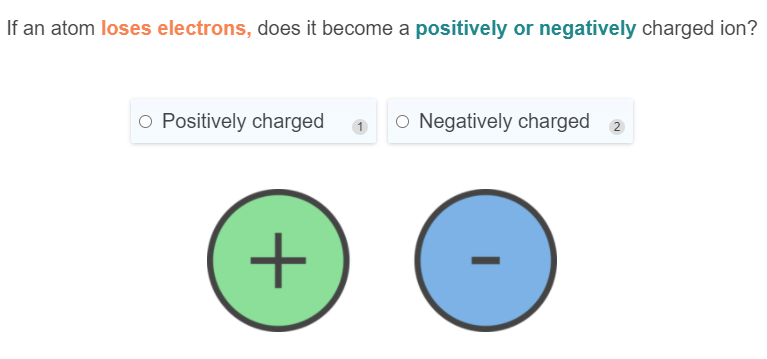 If an atom loses electrons, does it become a positively or negatively charged ion?
Positively charged 1
Negatively charged 2
+
-